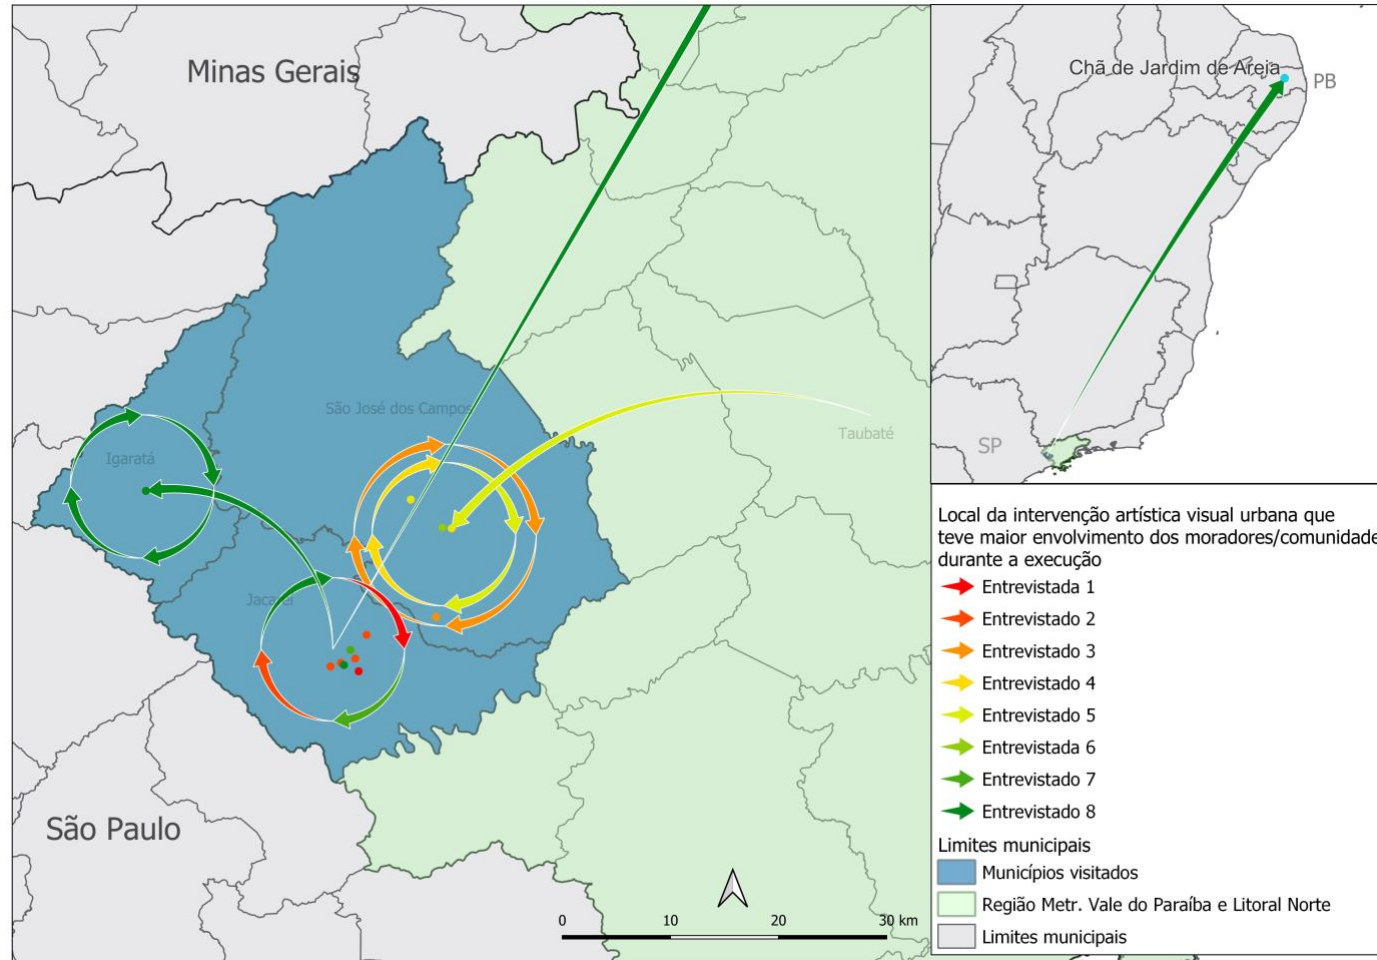 Minas Gerais
São José dos Campos
Igaratá
Taubaté
Jacareí
São Paulo
0 10 20 30 km
Chã de Jardim de Areia
PB
SP
Local da intervenção artística visual urbana que
teve maior envolvimento dos moradores/comunidade
durante a execução
Entrevistada 1
Entrevistado 2
Entrevistado 3
Entrevistado 4
Entrevistado 5
Entrevistada 6
Entrevistado 7
Entrevistado 8
Limites municipais
Municípios visitados
Região Metr. Vale do Paraíba e Litoral Norte
Limites municipais